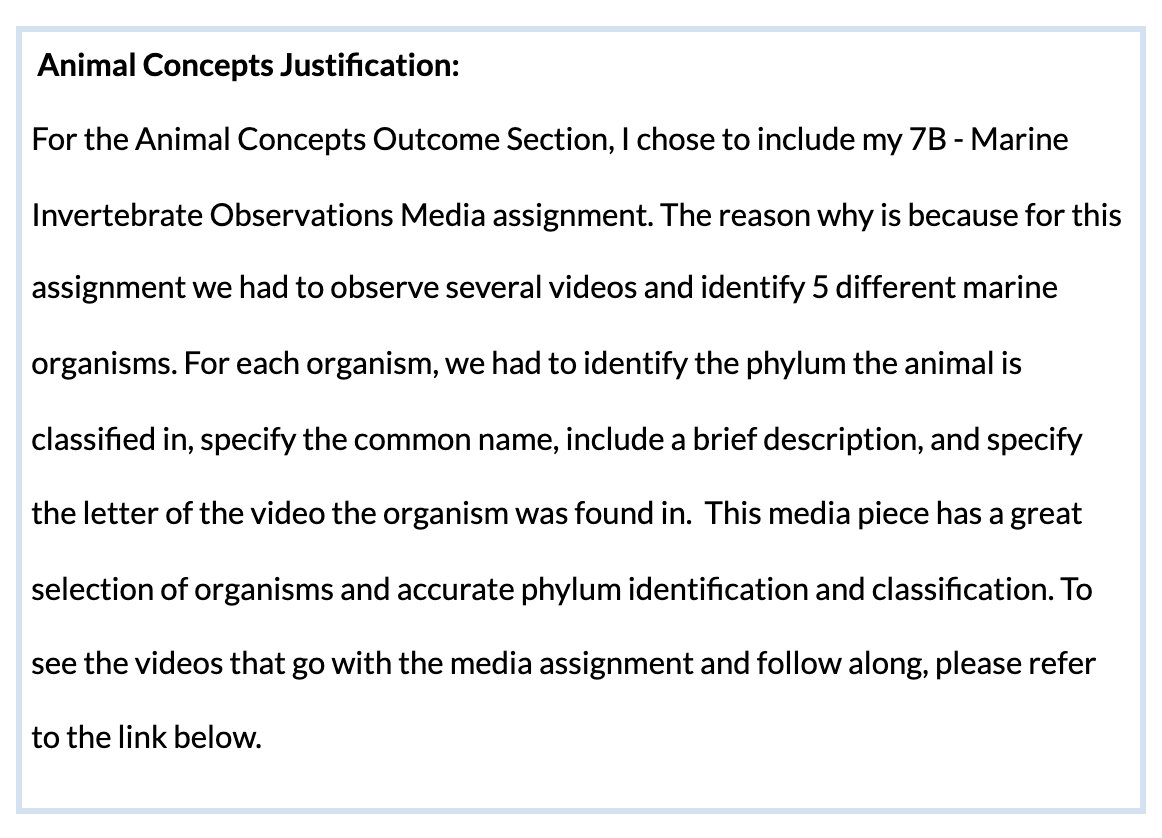 Animal Concepts Justification:
For the Animal Concepts Outcome Section, I chose to include my 7B - Marine
Invertebrate Observations Media assignment. The reason why is because for this
assignment we had to observe several videos and identify 5 different marine
organisms. For each organism, we had to identify the phylum the animal is
classified in, specify the common name, include a brief description, and specify
the letter of the video the organism was found in.  This media piece has a great
selection of organisms and accurate phylum identification and classification. To
see the videos that go with the media assignment and follow along, please refer
to the link below.